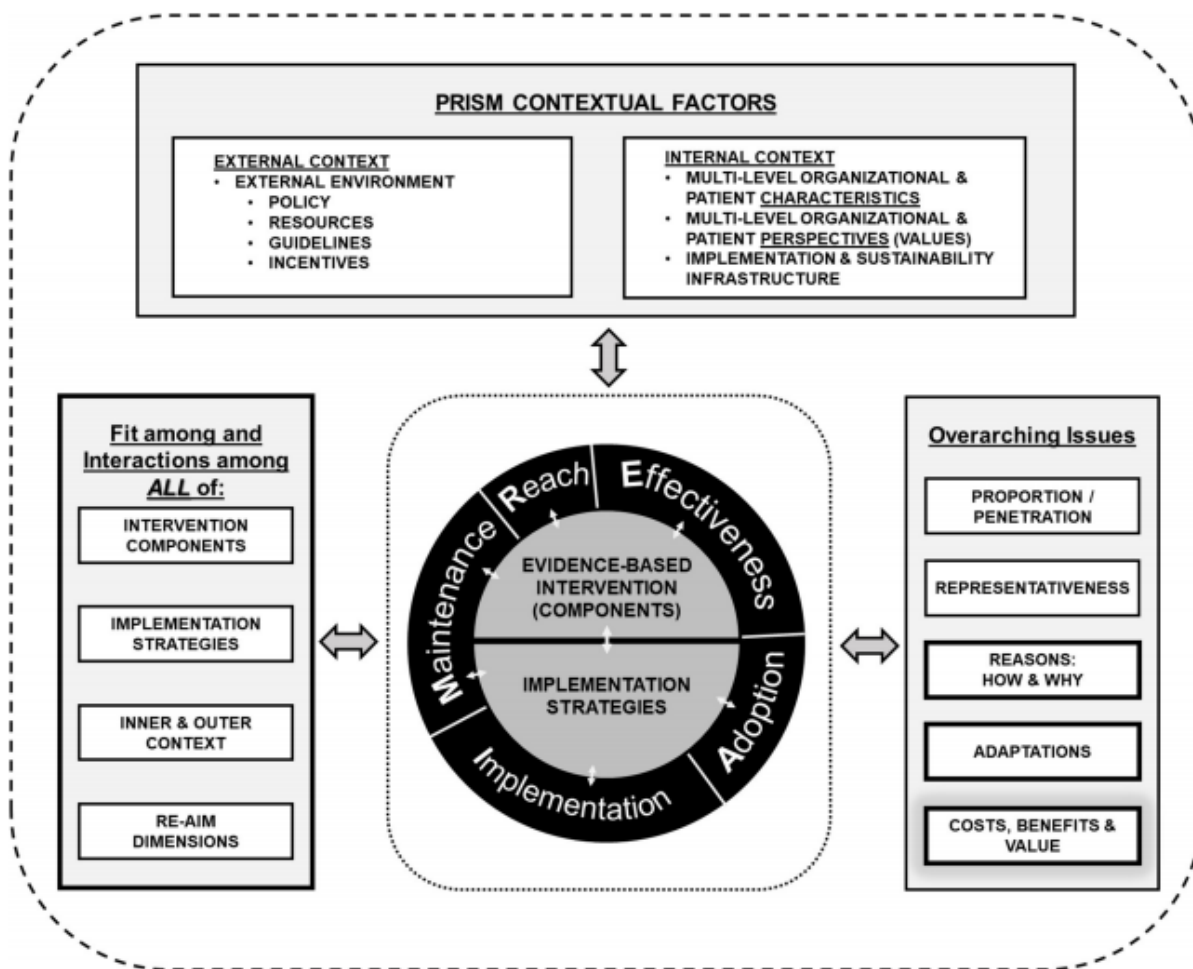 PRISM CONTEXTUAL FACTORS
EXTERNAL CONTEXT
• EXTERNAL ENVIRONMENT
• POLICY
• RESOURCES
• GUIDELINES
• INCENTIVES
INTERNAL CONTEXT
• MULTI-LEVEL ORGANIZATIONAL &
PATIENT CHARACTERISTICS
• MULTI-LEVEL ORGANIZATIONAL &
PATIENT PERSPECTIVES (VALUES)
• IMPLEMENTATION & SUSTAINABILITY
INFRASTRUCTURE
Fit among and
Interactions among
ALL of:
INTERVENTION
COMPONENTS
IMPLEMENTATION
STRATEGIES
INNER & OUTER
CONTEXT
RE-AIM
DIMENSIONS
Reach
Effectiveness
Adoption
Implementation
Maintenance
EVIDENCE-BASED
INTERVENTION
(COMPONENTS)
IMPLEMENTATION
STRATEGIES
Overarching Issues
PROPORTION /
PENETRATION
REPRESENTATIVENESS
REASONS:
HOW & WHY
ADAPTATIONS
COSTS, BENEFITS &
VALUE